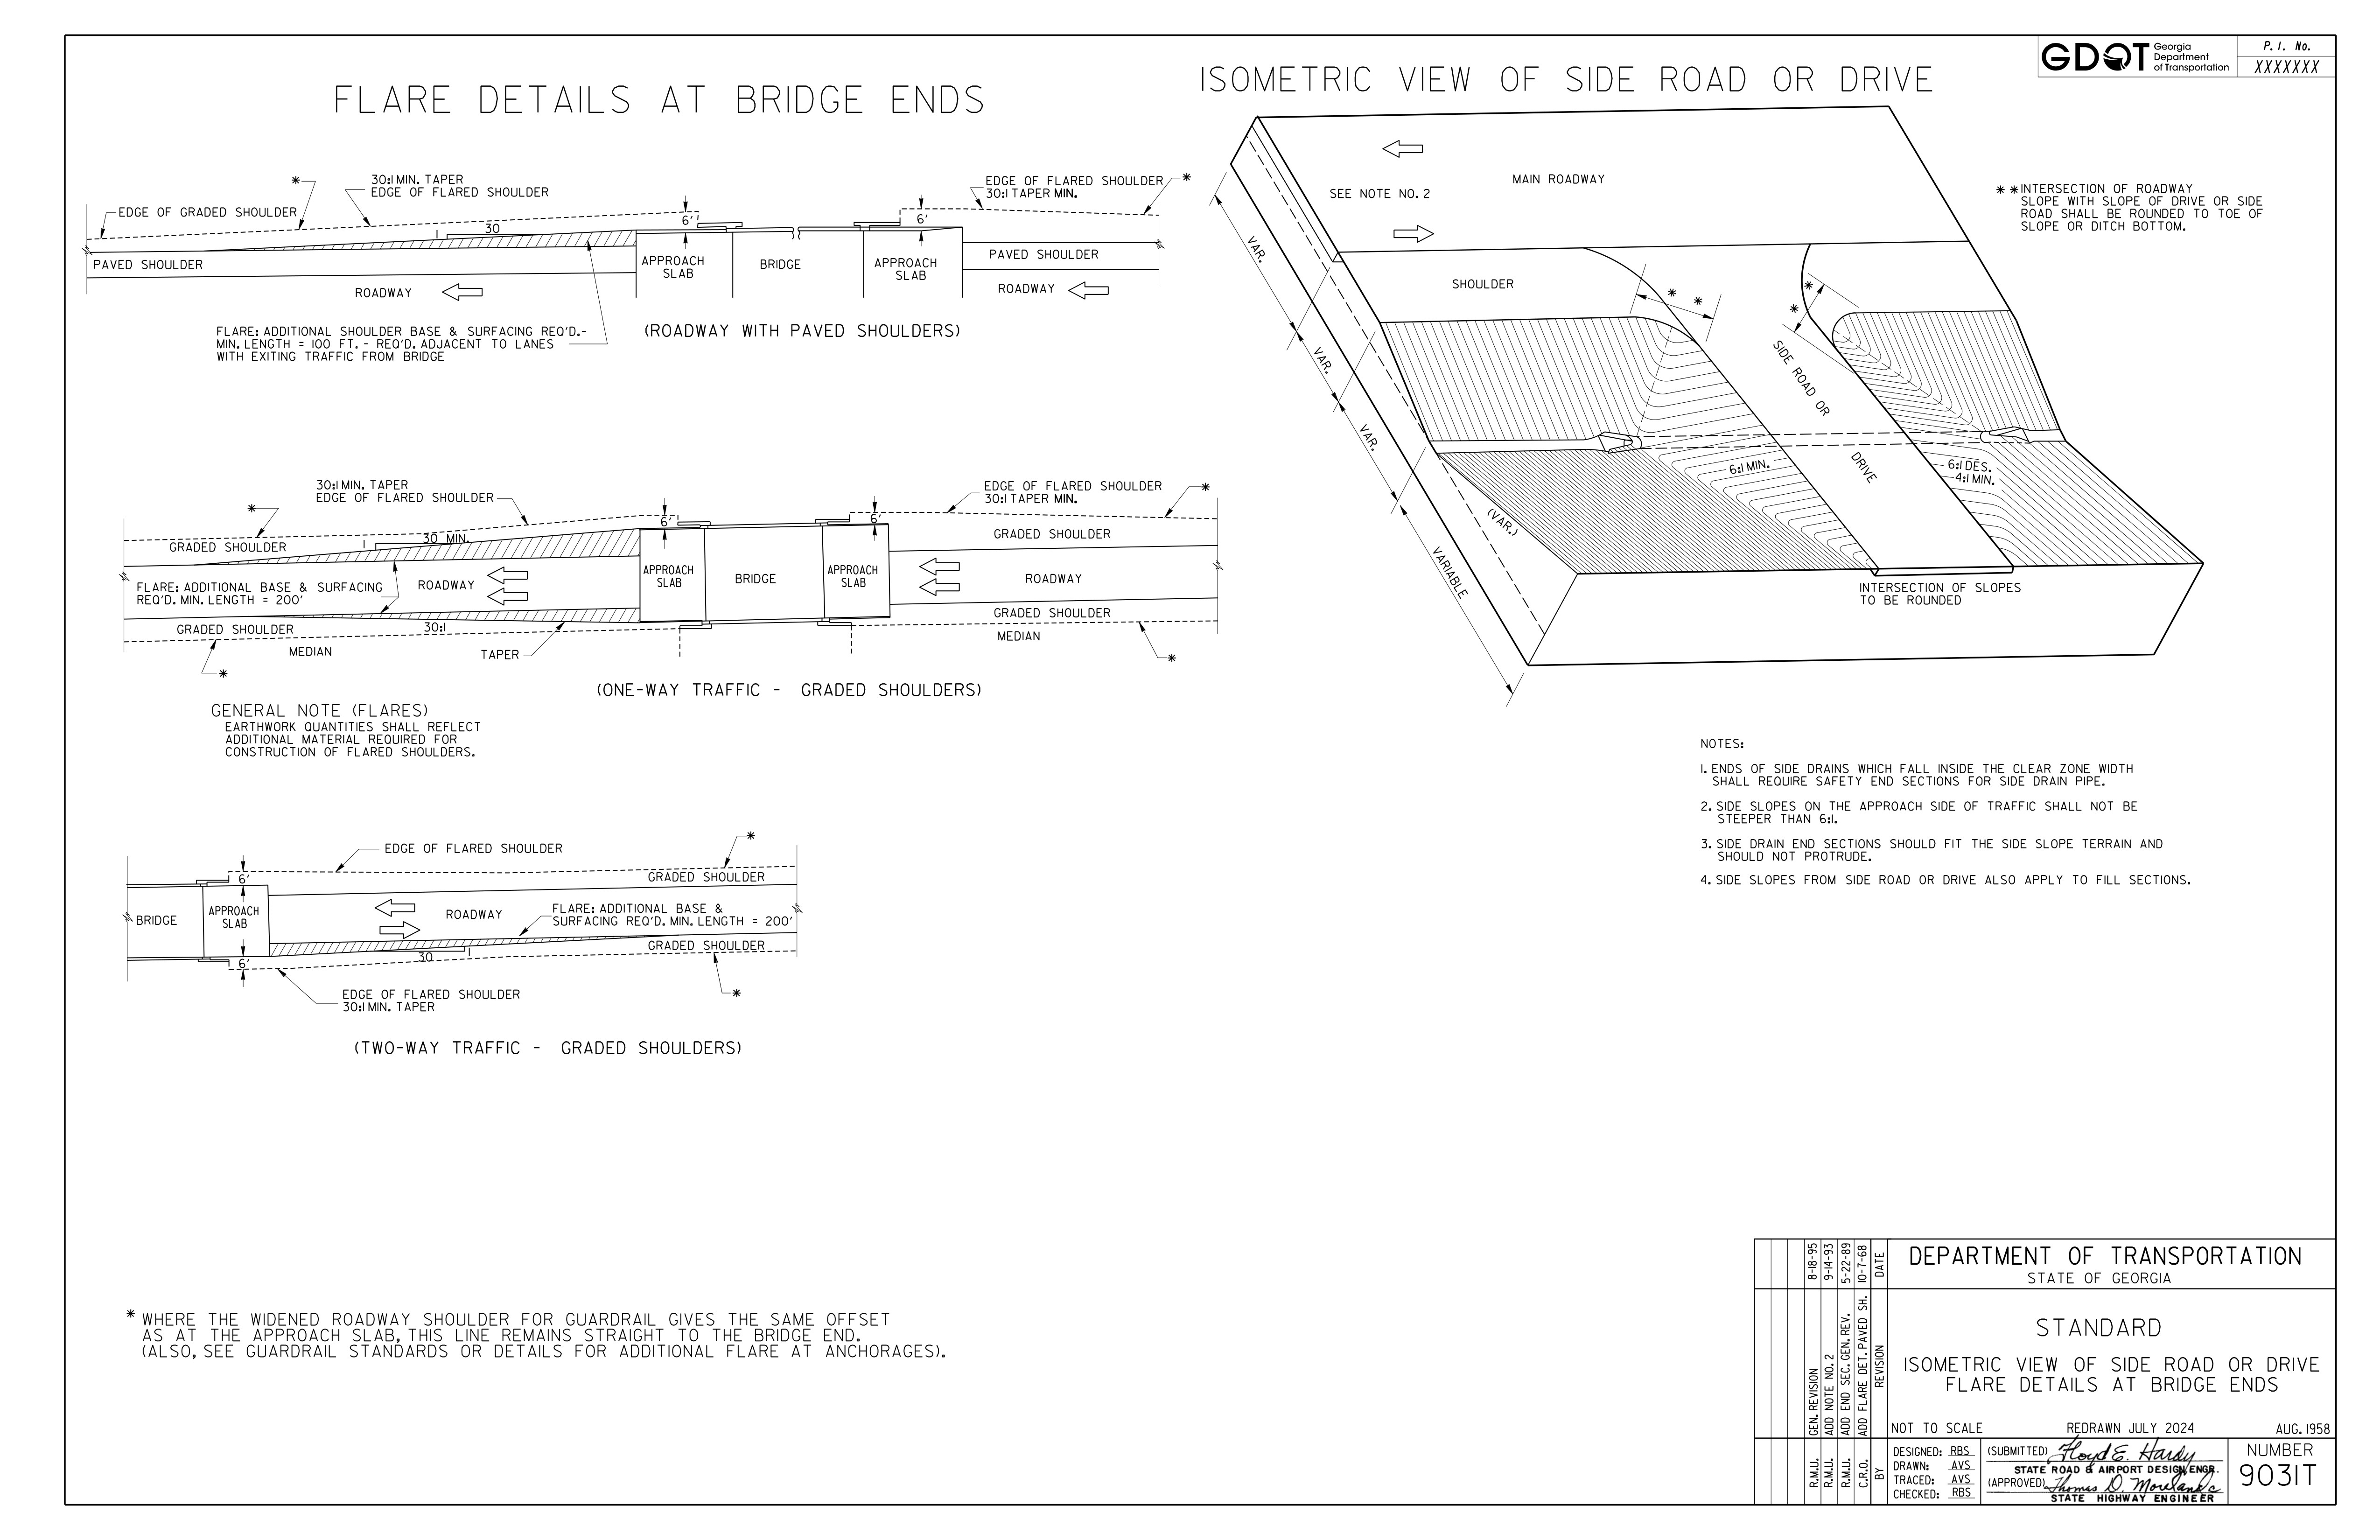 GDOT Georgia
Department
of Transportation
P. I. No.
XXXXXXX
FLARE DETAILS AT BRIDGE ENDS
*
30:1 MIN. TAPER
EDGE OF FLARED SHOULDER
EDGE OF GRADED SHOULDER
EDGE OF FLARED SHOULDER *
30:1 TAPER MIN.
6'
6'
1
30
PAVED SHOULDER
APPROACH
SLAB
BRIDGE
APPROACH
SLAB
PAVED SHOULDER
ROADWAY
ROADWAY
FLARE: ADDITIONAL SHOULDER BASE & SURFACING REQ'D.-
MIN. LENGTH = 100 FT. - REQ'D. ADJACENT TO LANES
WITH EXITING TRAFFIC FROM BRIDGE
(ROADWAY WITH PAVED SHOULDERS)
30:1 MIN. TAPER
EDGE OF FLARED SHOULDER
*
EDGE OF FLARED SHOULDER
30:1 TAPER MIN.
*
6'
6'
GRADED SHOULDER
1
30 MIN.
GRADED SHOULDER
FLARE: ADDITIONAL BASE & SURFACING
REQ'D. MIN. LENGTH = 200'
ROADWAY
APPROACH
SLAB
BRIDGE
APPROACH
SLAB
ROADWAY
GRADED SHOULDER
GRADED SHOULDER
30:1
MEDIAN
MEDIAN
TAPER
*
*
(ONE-WAY TRAFFIC - GRADED SHOULDERS)
GENERAL NOTE (FLARES)
EARTHWORK QUANTITIES SHALL REFLECT
ADDITIONAL MATERIAL REQUIRED FOR
CONSTRUCTION OF FLARED SHOULDERS.
*
EDGE OF FLARED SHOULDER
6'
GRADED SHOULDER
BRIDGE
APPROACH
SLAB
ROADWAY
FLARE: ADDITIONAL BASE &
SURFACING REQ'D. MIN. LENGTH = 200'
GRADED SHOULDER
6'
30
1
*
EDGE OF FLARED SHOULDER
30:1 MIN. TAPER
(TWO-WAY TRAFFIC - GRADED SHOULDERS)
* WHERE THE WIDENED ROADWAY SHOULDER FOR GUARDRAIL GIVES THE SAME OFFSET
AS AT THE APPROACH SLAB, THIS LINE REMAINS STRAIGHT TO THE BRIDGE END.
(ALSO, SEE GUARDRAIL STANDARDS OR DETAILS FOR ADDITIONAL FLARE AT ANCHORAGES).
ISOMETRIC VIEW OF SIDE ROAD OR DRIVE
MAIN ROADWAY
SEE NOTE NO. 2
* * INTERSECTION OF ROADWAY
SLOPE WITH SLOPE OF DRIVE OR SIDE
ROAD SHALL BE ROUNDED TO TOE OF
SLOPE OR DITCH BOTTOM.
VAR.
SHOULDER
* *
* *
VAR.
SIDE ROAD OR
DRIVE
VAR.
6:1 MIN.
6:1 DES.
4:1 MIN.
(VAR.)
VARIABLE
INTERSECTION OF SLOPES
TO BE ROUNDED
NOTES:
1. ENDS OF SIDE DRAINS WHICH FALL INSIDE THE CLEAR ZONE WIDTH
SHALL REQUIRE SAFETY END SECTIONS FOR SIDE DRAIN PIPE.
2. SIDE SLOPES ON THE APPROACH SIDE OF TRAFFIC SHALL NOT BE
STEEPER THAN 6:1.
3. SIDE DRAIN END SECTIONS SHOULD FIT THE SIDE SLOPE TERRAIN AND
SHOULD NOT PROTRUDE.
4. SIDE SLOPES FROM SIDE ROAD OR DRIVE ALSO APPLY TO FILL SECTIONS.
R.M.U. GEN. REVISION 8-18-95
R.M.U. ADD NOTE NO. 2 9-14-93
R.M.U. ADD END SEC. GEN. REV. 5-22-89
C.R.O. ADD FLARE DET. PAVED SH. 10-7-68
BY REVISION DATE
DEPARTMENT OF TRANSPORTATION
STATE OF GEORGIA
STANDARD
ISOMETRIC VIEW OF SIDE ROAD OR DRIVE
FLARE DETAILS AT BRIDGE ENDS
NOT TO SCALE REDRAWN JULY 2024 AUG. 1958
DESIGNED: RBS
DRAWN: AVS
TRACED: AVS
CHECKED: RBS
(SUBMITTED) Floyd E. Hardy
STATE ROAD & AIRPORT DESIGN ENGR.
(APPROVED) Thomas D. Moreland
STATE HIGHWAY ENGINEER
NUMBER
9031T